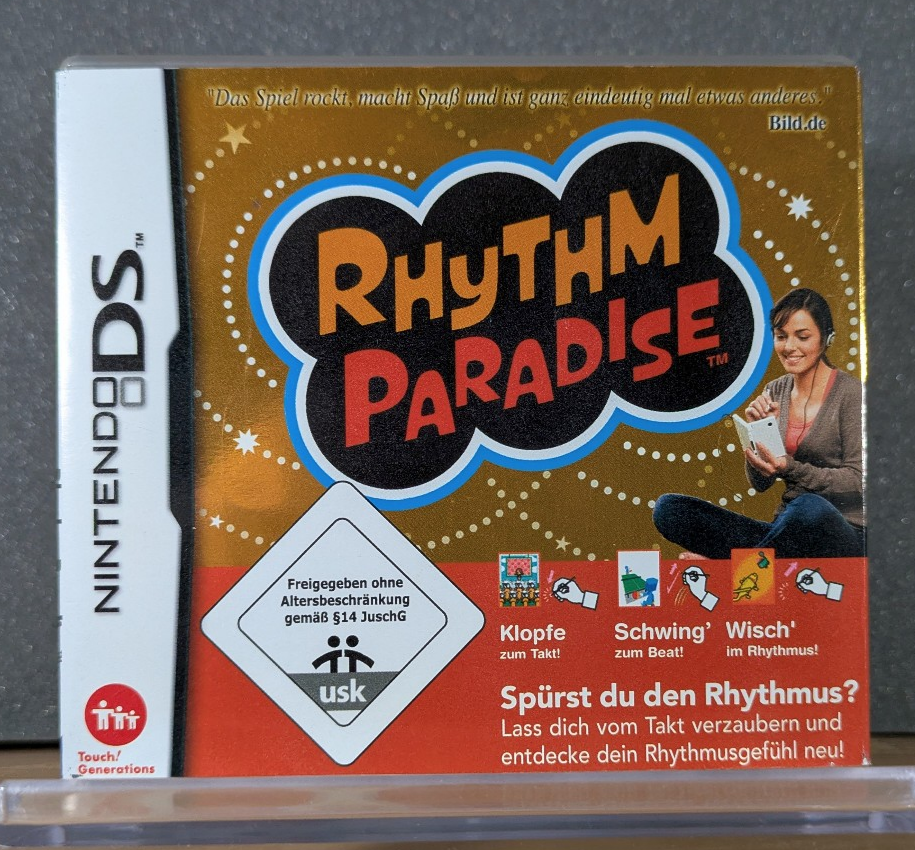 "Das Spiel rockt, macht Spaß und ist ganz eindeutig mal etwas anderes."
Bild.de
NINTENDO DS™
RHYTHM
PARADISE™
Freigegeben ohne
Altersbeschränkung
gemäß §14 JuschG
usk
Klopfe
zum Takt!
Schwing'
zum Beat!
Wisch'
im Rhythmus!
Spürst du den Rhythmus?
Lass dich vom Takt verzaubern und
entdecke dein Rhythmusgefühl neu!
Touch!
Generations